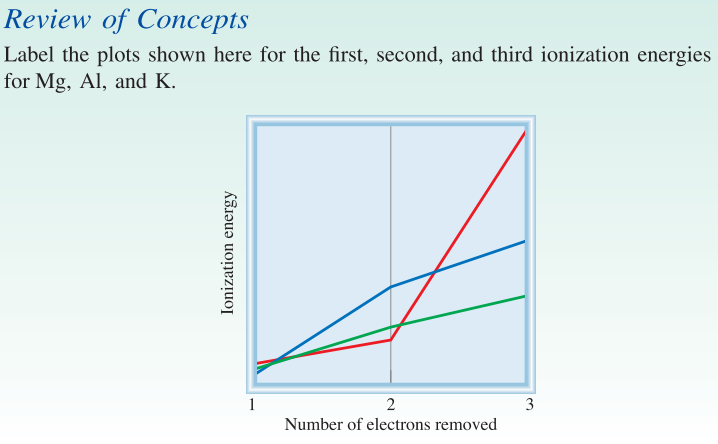 Review of Concepts
Label the plots shown here for the first, second, and third ionization energies
for Mg, Al, and K.
Ionization energy
1 2 3
Number of electrons removed